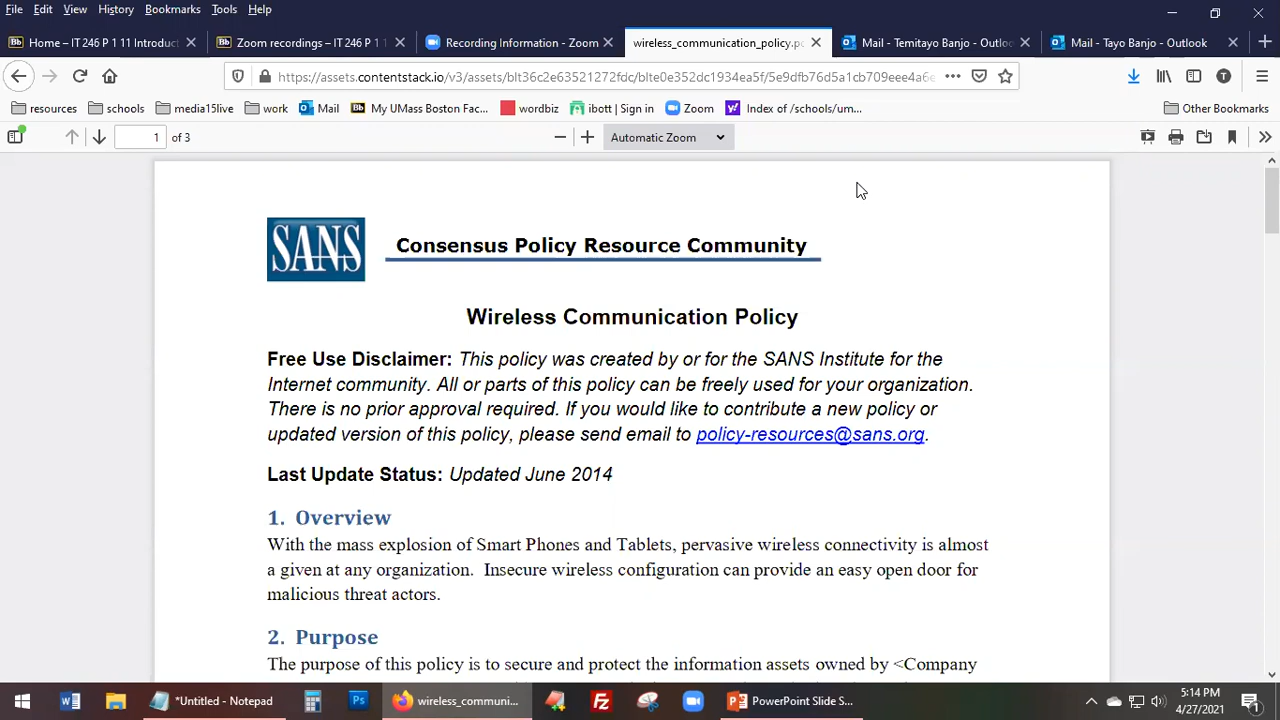 File Edit View History Bookmarks Tools Help
Home – IT 246 P 1 11 Introduct
Zoom recordings – IT 246 P 1 1
Recording Information - Zoom
wireless_communication_policy.pc
Mail - Temitayo Banjo - Outloo
Mail - Tayo Banjo - Outlook
https://assets.contentstack.io/v3/assets/blt36c2e63521272fdc/blte0e352dc1934ea5f/5e9dfb76d5a1cb709eee4a6e
resources schools media15live work Mail My UMass Boston Fac... wordbiz ibott | Sign in Zoom Index of /schools/um... Other Bookmarks
1 of 3 Automatic Zoom
SANS
Consensus Policy Resource Community
Wireless Communication Policy
Free Use Disclaimer: This policy was created by or for the SANS Institute for the
Internet community. All or parts of this policy can be freely used for your organization.
There is no prior approval required. If you would like to contribute a new policy or
updated version of this policy, please send email to policy-resources@sans.org.
Last Update Status: Updated June 2014
1. Overview
With the mass explosion of Smart Phones and Tablets, pervasive wireless connectivity is almost
a given at any organization. Insecure wireless configuration can provide an easy open door for
malicious threat actors.
2. Purpose
The purpose of this policy is to secure and protect the information assets owned by <Company
*Untitled - Notepad
wireless_communi...
PowerPoint Slide S...
5:14 PM
4/27/2021